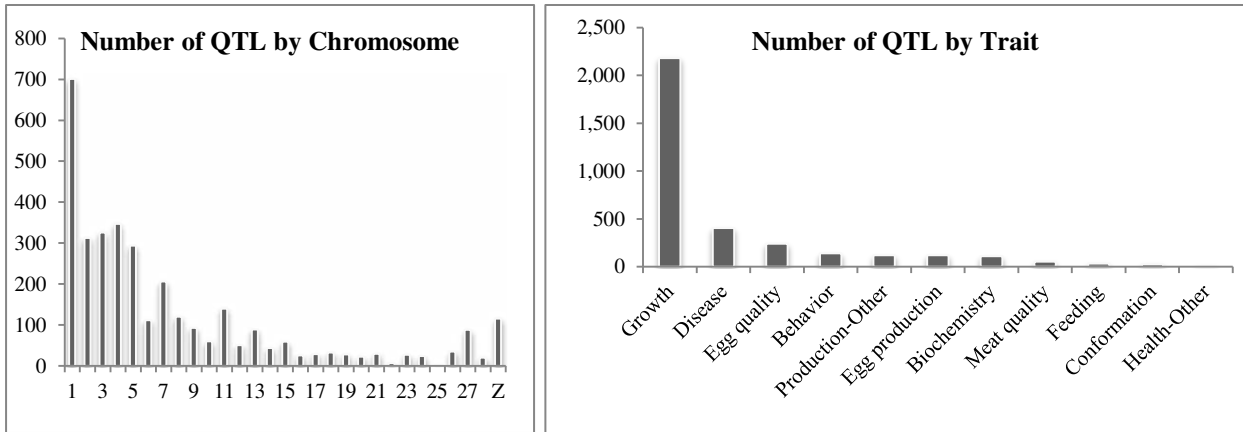 Number of QTL by Chromosome
800
700
600
500
400
300
200
100
0
1 3 5 7 9 11 13 15 17 19 21 23 25 27 Z
Number of QTL by Trait
2,500
2,000
1,500
1,000
500
0
Growth
Disease
Egg quality
Behavior
Production-Other
Egg production
Biochemistry
Meat quality
Feeding
Conformation
Health-Other